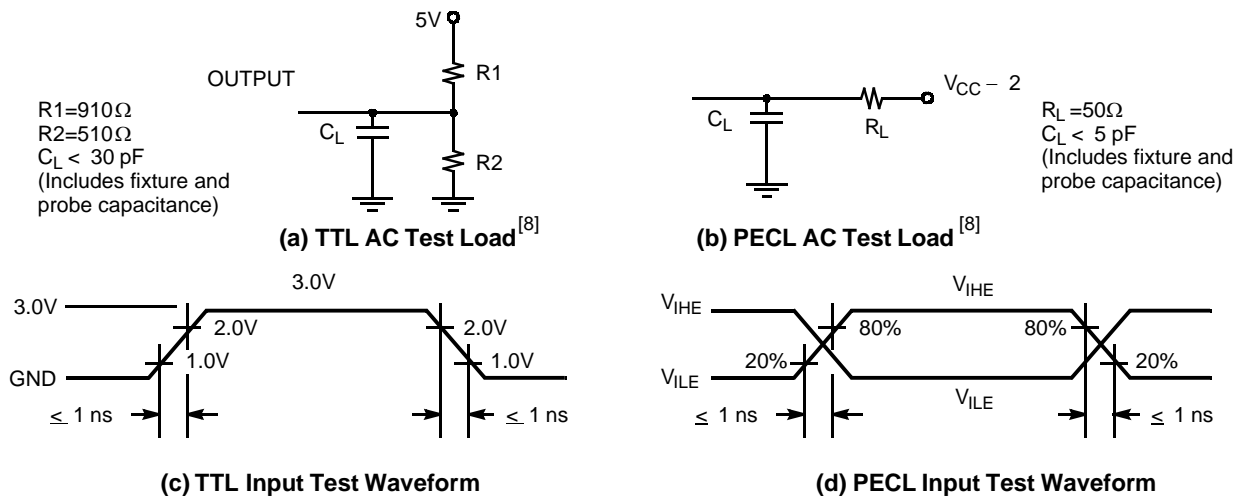 5V
R1
OUTPUT
R1=910Ω
R2=510Ω
C_L < 30 pF
(Includes fixture and
probe capacitance)
C_L
R2
(a) TTL AC Test Load [8]
V_CC – 2
C_L
R_L
R_L =50Ω
C_L < 5 pF
(Includes fixture and
probe capacitance)
(b) PECL AC Test Load [8]
3.0V
3.0V
2.0V
2.0V
1.0V
1.0V
GND
≤ 1 ns
≤ 1 ns
(c) TTL Input Test Waveform
V_IHE
V_IHE
80%
80%
20%
20%
V_ILE
V_ILE
≤ 1 ns
≤ 1 ns
(d) PECL Input Test Waveform